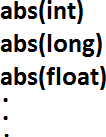 abs(int)
abs(long)
abs(float)
.
.
.